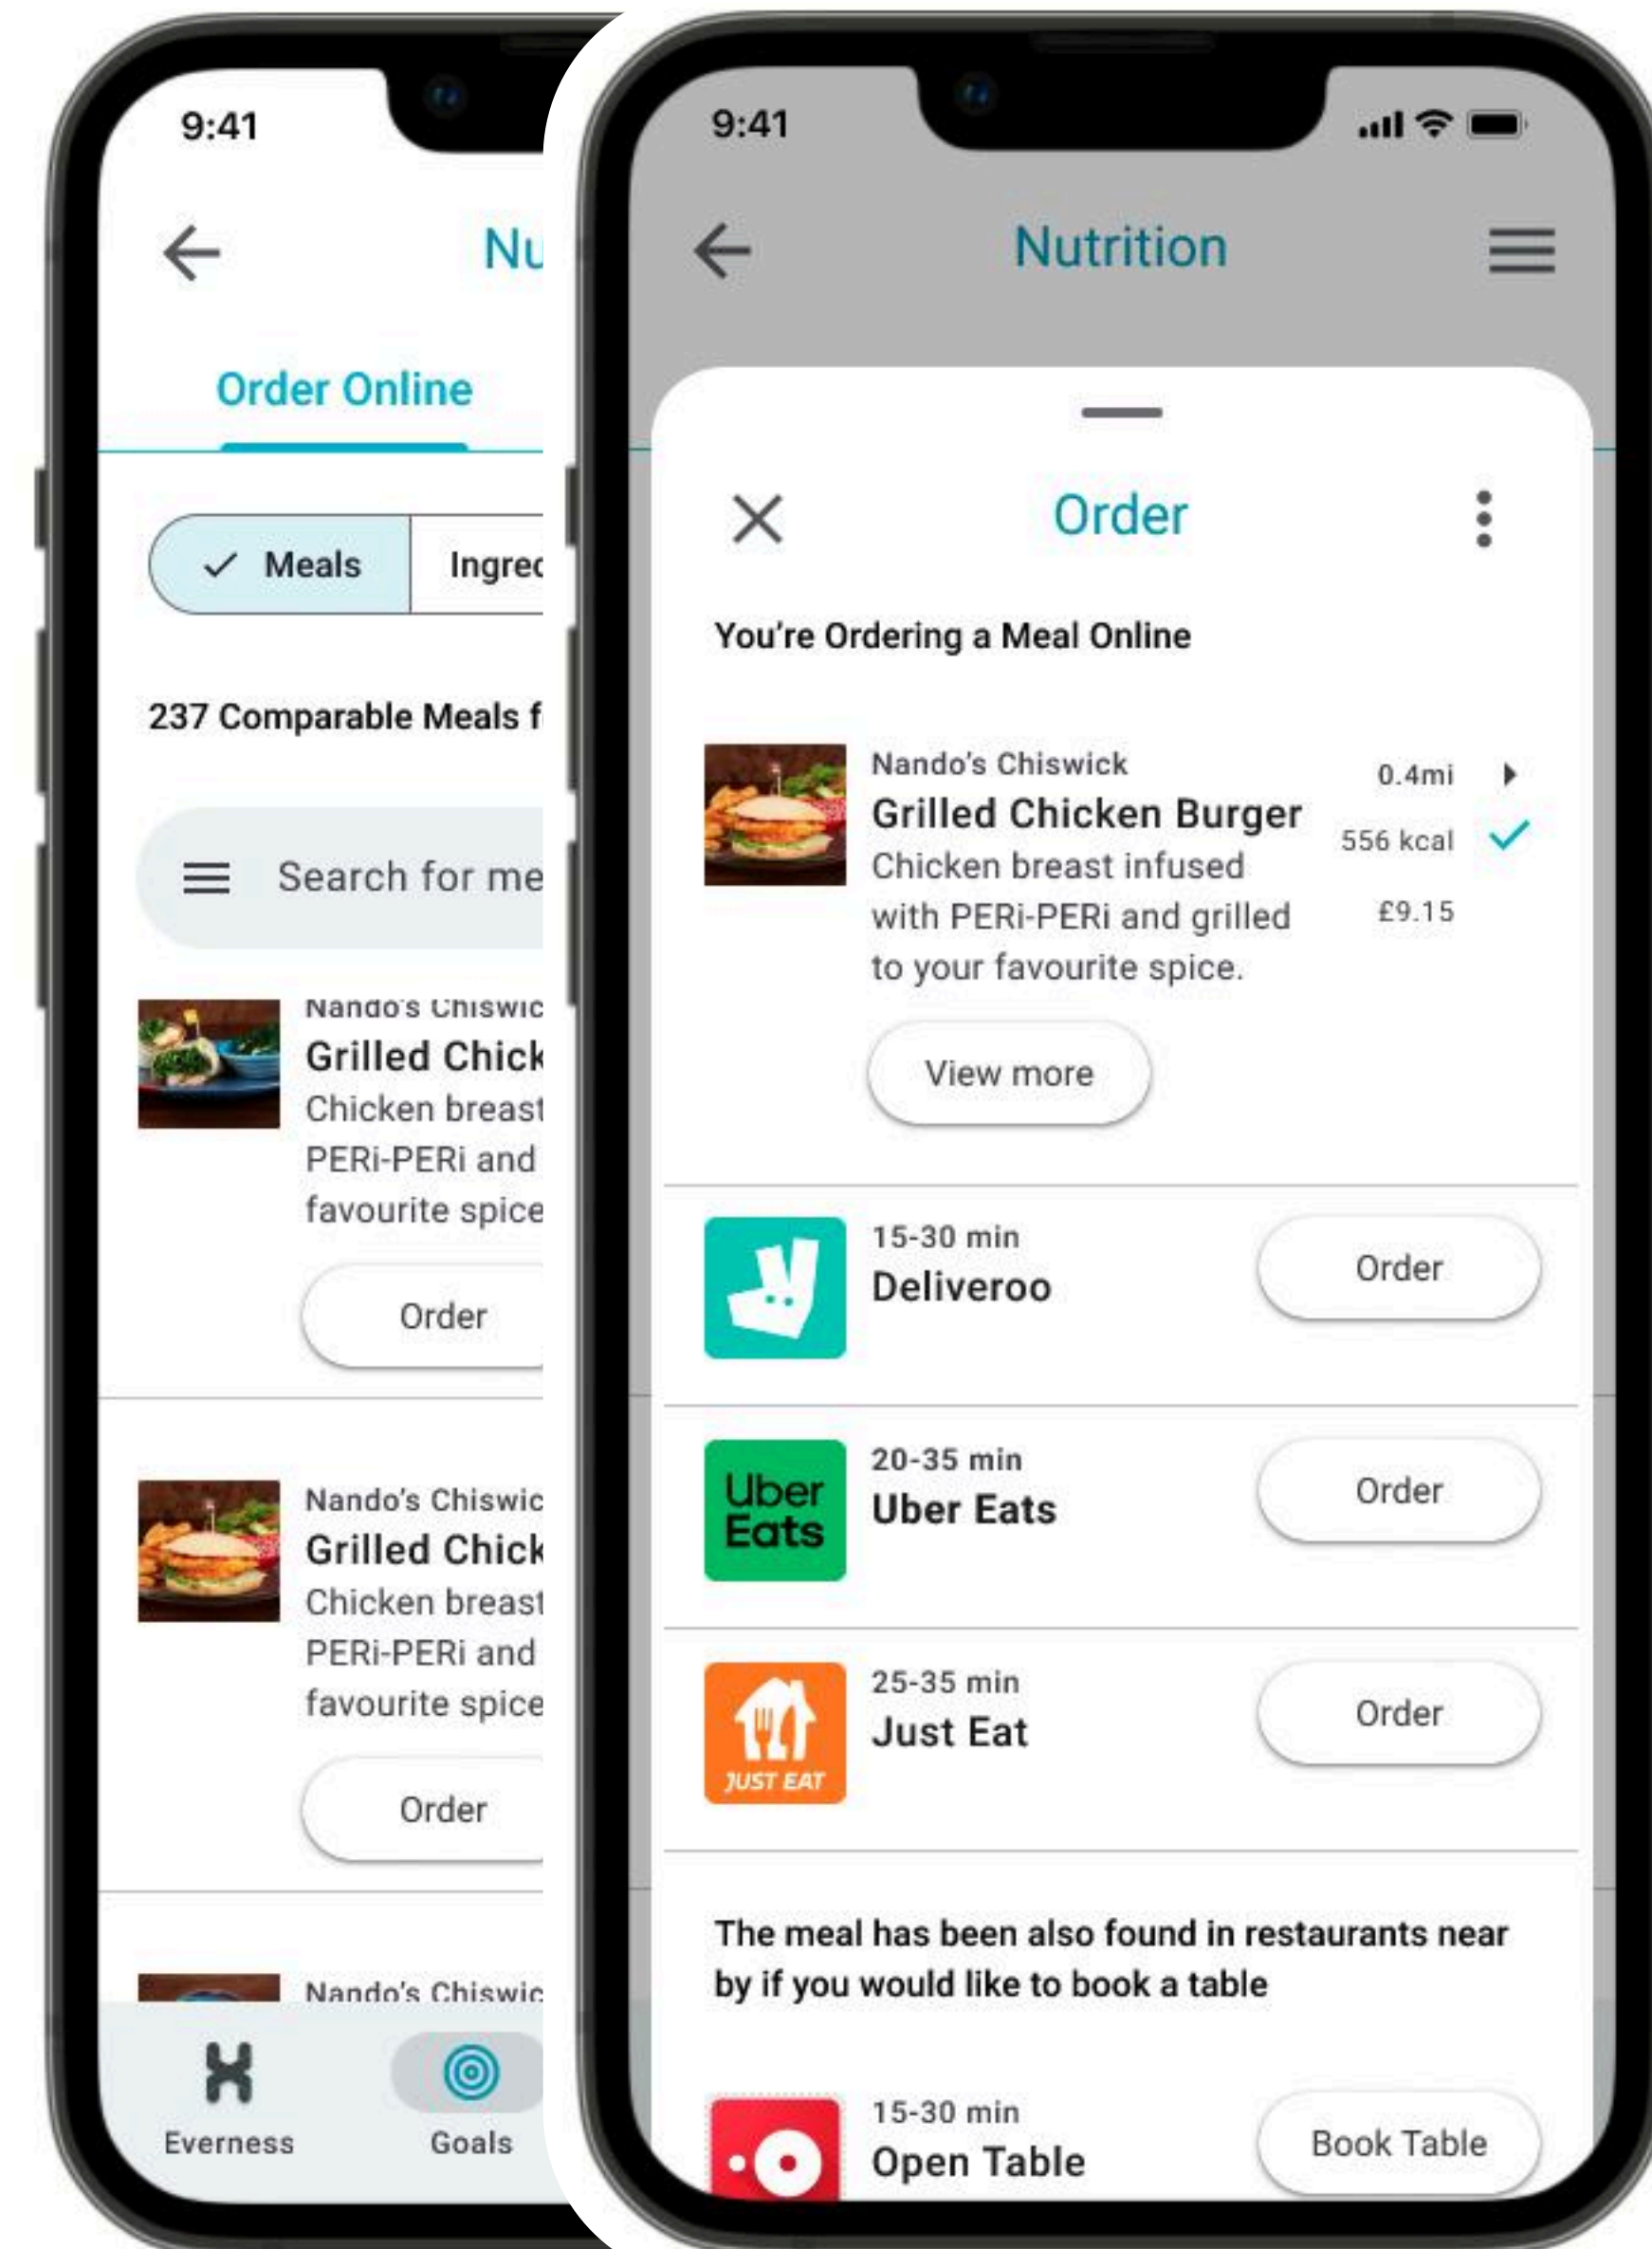 9:41
Nu
Order Online
Meals
Ingred
237 Comparable Meals f
Search for me
Nando's Chiswic
Grilled Chick
Chicken breast
PERi-PERi and
favourite spice
Order
Nando's Chiswic
Grilled Chick
Chicken breast
PERi-PERi and
favourite spice
Order
Nando's Chiswic
Everness
Goals
9:41
Nutrition
Order
You're Ordering a Meal Online
Nando's Chiswick
0.4mi
Grilled Chicken Burger
556 kcal
Chicken breast infused
with PERi-PERi and grilled
£9.15
to your favourite spice.
View more
15-30 min
Deliveroo
Order
Uber
Eats
20-35 min
Uber Eats
Order
JUST EAT
25-35 min
Just Eat
Order
The meal has been also found in restaurants near
by if you would like to book a table
15-30 min
Open Table
Book Table